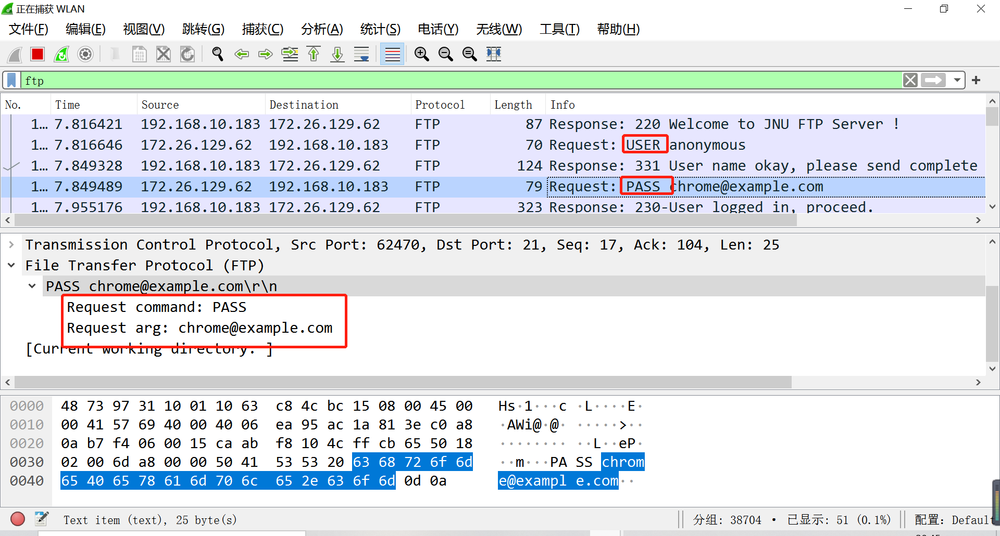 正在捕获 WLAN
文件(F) 编辑(E) 视图(V) 跳转(G) 捕获(C) 分析(A) 统计(S) 电话(Y) 无线(W) 工具(T) 帮助(H)
ftp
No. Time Source Destination Protocol Length Info
1… 7.816421 192.168.10.183 172.26.129.62 FTP 87 Response: 220 Welcome to JNU FTP Server !
1… 7.816646 172.26.129.62 192.168.10.183 FTP 70 Request: USER anonymous
1… 7.849328 192.168.10.183 172.26.129.62 FTP 124 Response: 331 User name okay, please send complete
1… 7.849489 172.26.129.62 192.168.10.183 FTP 79 Request: PASS chrome@example.com
1… 7.955176 192.168.10.183 172.26.129.62 FTP 323 Response: 230-User logged in, proceed.
Transmission Control Protocol, Src Port: 62470, Dst Port: 21, Seq: 17, Ack: 104, Len: 25
File Transfer Protocol (FTP)
PASS chrome@example.com\r\n
Request command: PASS
Request arg: chrome@example.com
[Current working directory: ]
0000 48 73 97 31 10 01 10 63 c8 4c bc 15 08 00 45 00 Hs·1···c ·L····E·
0010 00 41 57 69 40 00 40 06 ea 95 ac 1a 81 3e c0 a8 ·AWi@·@· ·····>··
0020 0a b7 f4 06 00 15 ca ab f8 10 4c ff cb 65 50 18 ········ ··L··eP·
0030 02 00 6d a8 00 00 50 41 53 53 20 63 68 72 6f 6d ··m···PA SS chrom
0040 65 40 65 78 61 6d 70 6c 65 2e 63 6f 6d 0d 0a e@exampl e.com··
Text item (text), 25 byte(s) 分组: 38704 · 已显示: 51 (0.1%) 配置: Default